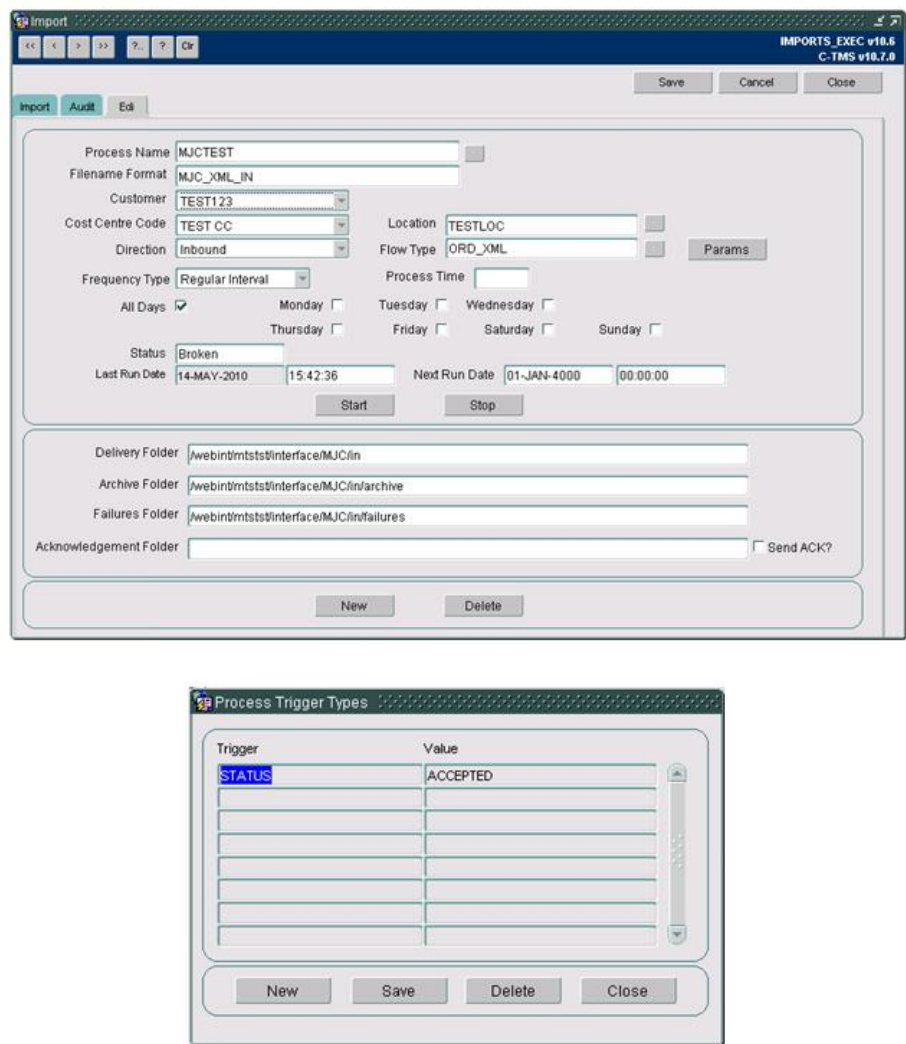 Import
<< < > >> ?.. ? Clr
IMPORTS_EXEC v10.6
C-TMS v10.7.0
Save Cancel Close
Import Audit Edi
Process Name MJCTEST
Filename Format MJC_XML_IN
Customer TEST123
Cost Centre Code TEST CC Location TESTLOC
Direction Inbound Flow Type ORD_XML Params
Frequency Type Regular Interval Process Time
All Days Monday Tuesday Wednesday
Thursday Friday Saturday Sunday
Status Broken
Last Run Date 14-MAY-2010 15:42:36 Next Run Date 01-JAN-4000 00:00:00
Start Stop
Delivery Folder /webint/mtstst/interface/MJC/in
Archive Folder /webint/mtstst/interface/MJC/in/archive
Failures Folder /webint/mtstst/interface/MJC/in/failures
Acknowledgement Folder Send ACK?
New Delete
Process Trigger Types
Trigger Value
STATUS ACCEPTED
New Save Delete Close